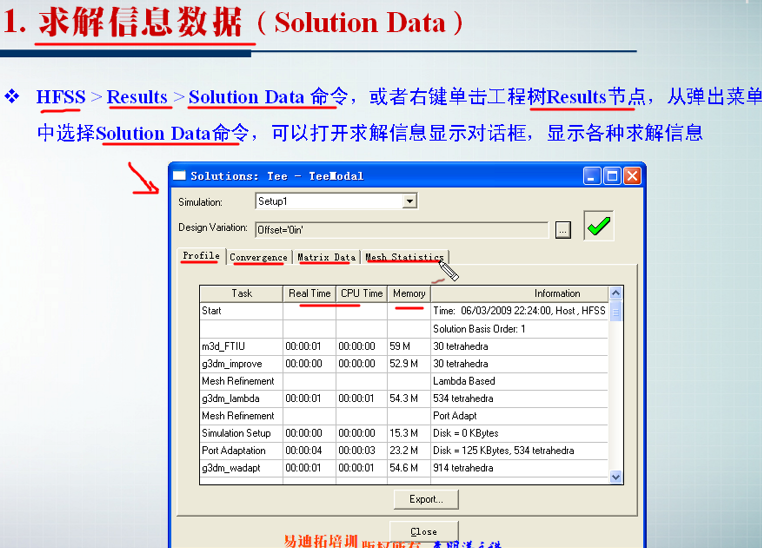 1. 求解信息数据（Solution Data）
❖ HFSS > Results > Solution Data 命令，或者右键单击工程树Results节点，从弹出菜单
中选择Solution Data命令，可以打开求解信息显示对话框，显示各种求解信息
Solutions: Tee - TeeModal
Simulation: Setup1
Design Variation: Offset='0in' ...
Profile Convergence Matrix Data Mesh Statistics
Task Real Time CPU Time Memory Information
Start Time: 06/03/2009 22:24:00, Host , HFSS
Solution Basis Order: 1
m3d_FTIU 00:00:01 00:00:00 59 M 30 tetrahedra
g3dm_improve 00:00:00 00:00:00 52.9 M 30 tetrahedra
Mesh Refinement Lambda Based
g3dm_lambda 00:00:01 00:00:01 54.3 M 534 tetrahedra
Mesh Refinement Port Adapt
Simulation Setup 00:00:00 00:00:00 15.3 M Disk = 0 KBytes
Port Adaptation 00:00:04 00:00:03 23.2 M Disk = 125 KBytes, 534 tetrahedra
g3dm_wadapt 00:00:01 00:00:01 54.6 M 914 tetrahedra
Export...
Close
易迪拓培训 版权所有